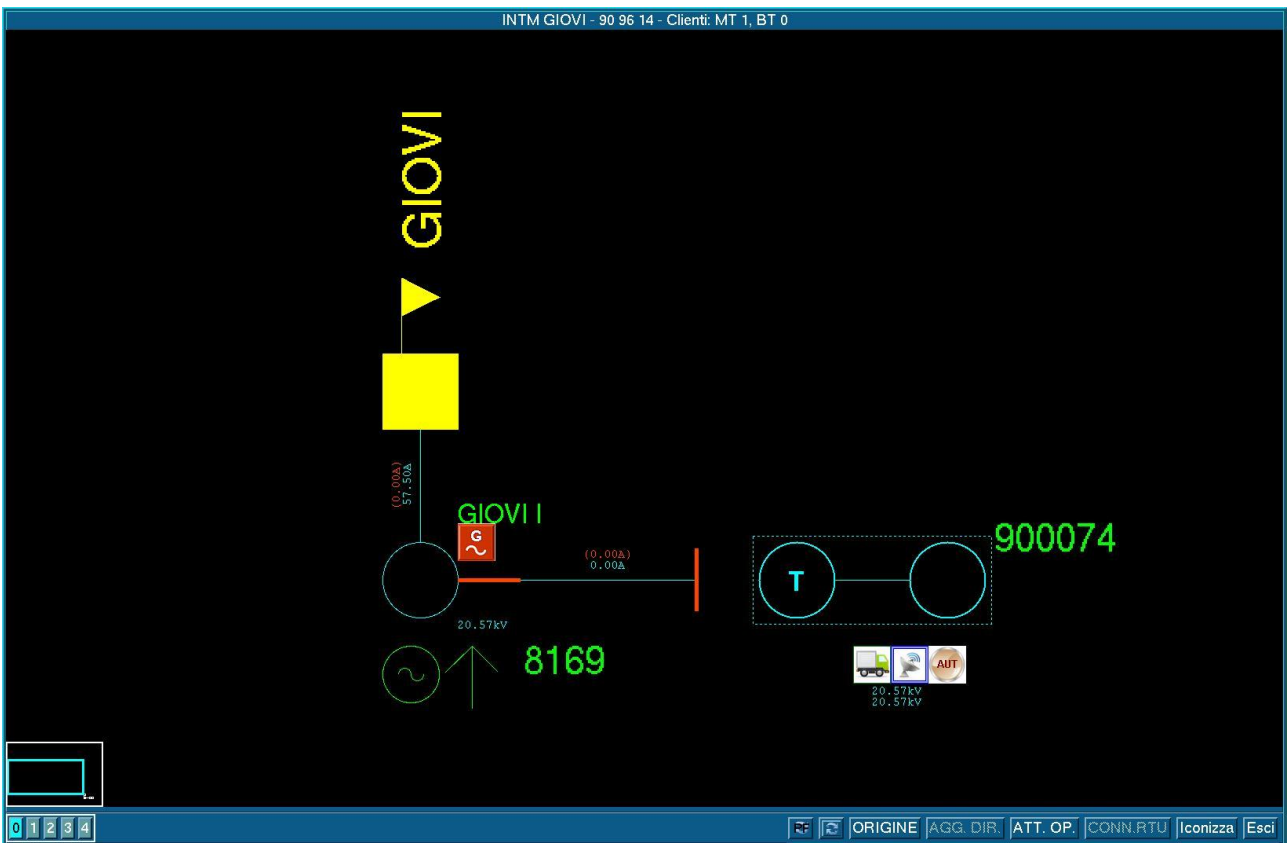 INTM GIOVI - 90 96 14 - Clienti: MT 1, BT 0
GIOVI
(0.00A)
57.50A
GIOVI I
G
(0.00A)
0.00A
T
900074
20.57kV
8169
AUT
20.57kV
20.57kV
0 1 2 3 4
ORIGINE AGG. DIR. ATT. OP. CONN.RTU Iconizza Esci